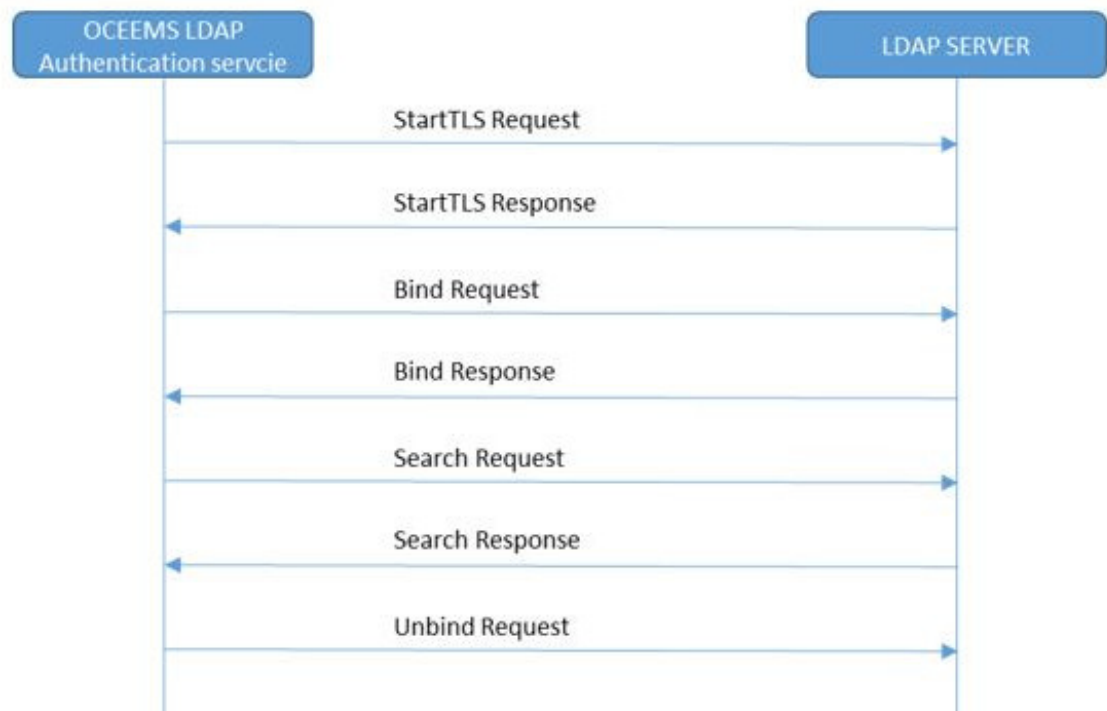 OCEEMS LDAP
Authentication servcie
LDAP SERVER
StartTLS Request
StartTLS Response
Bind Request
Bind Response
Search Request
Search Response
Unbind Request